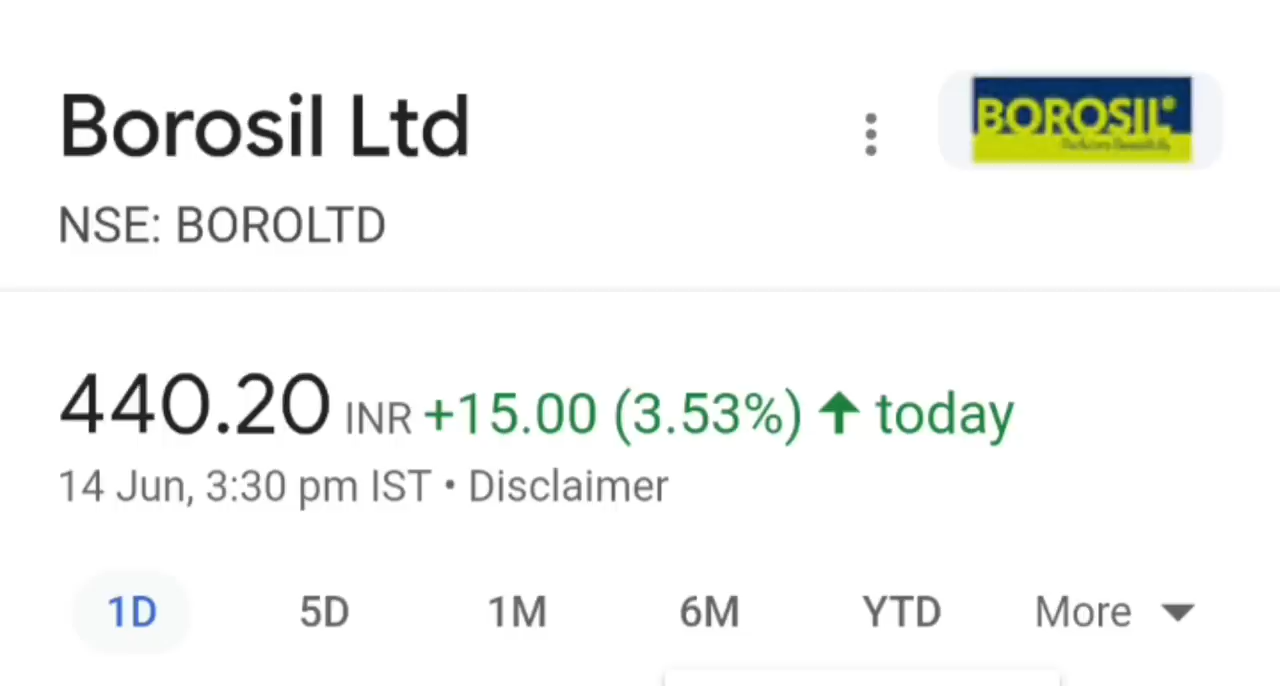 Borosil Ltd
BOROSIL®
NSE: BOROLTD
440.20 INR +15.00 (3.53%) ↑ today
14 Jun, 3:30 pm IST • Disclaimer
1D 5D 1M 6M YTD More